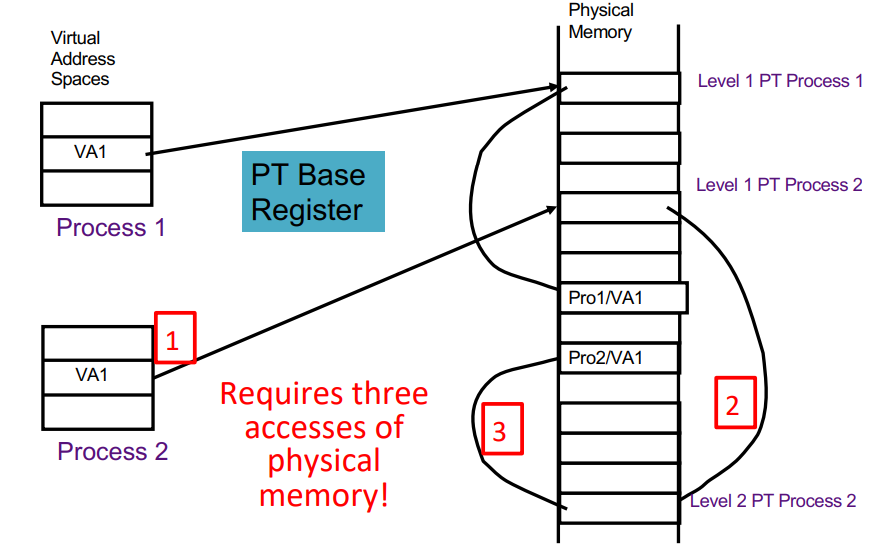 Physical
Memory
Virtual
Address
Spaces
Level 1 PT Process 1
VA1
PT Base
Register
Level 1 PT Process 2
Process 1
Pro1/VA1
1
Pro2/VA1
VA1
Requires three
accesses of
physical
memory!
2
3
Process 2
Level 2 PT Process 2